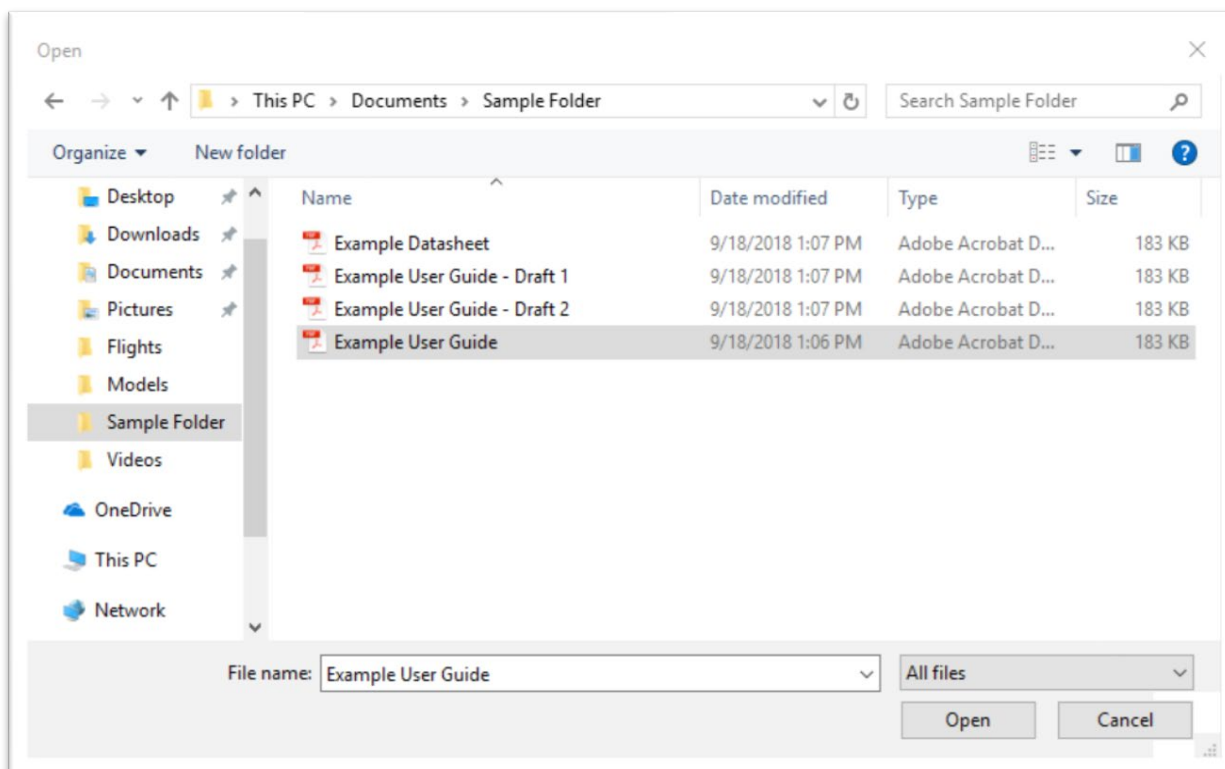 Open
This PC > Documents > Sample Folder
Search Sample Folder
Organize New folder
Desktop
Downloads
Documents
Pictures
Flights
Models
Sample Folder
Videos
OneDrive
This PC
Network
Name Date modified Type Size
Example Datasheet 9/18/2018 1:07 PM Adobe Acrobat D... 183 KB
Example User Guide - Draft 1 9/18/2018 1:07 PM Adobe Acrobat D... 183 KB
Example User Guide - Draft 2 9/18/2018 1:07 PM Adobe Acrobat D... 183 KB
Example User Guide 9/18/2018 1:06 PM Adobe Acrobat D... 183 KB
File name: Example User Guide All files
Open Cancel